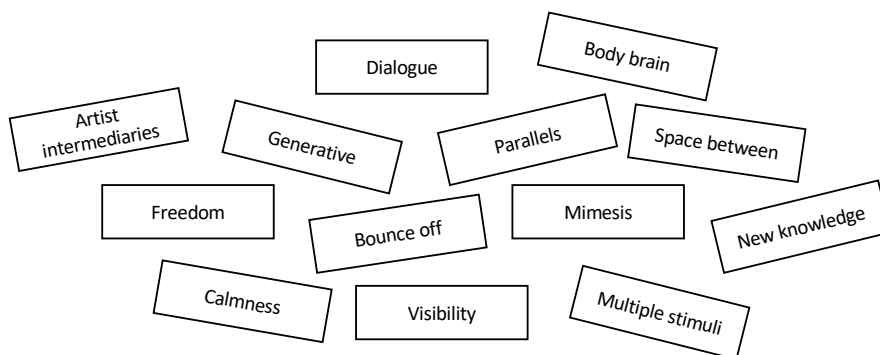 Dialogue
Body brain
Artist
intermediaries
Generative
Parallels
Space between
Freedom
Bounce off
Mimesis
New knowledge
Calmness
Visibility
Multiple stimuli